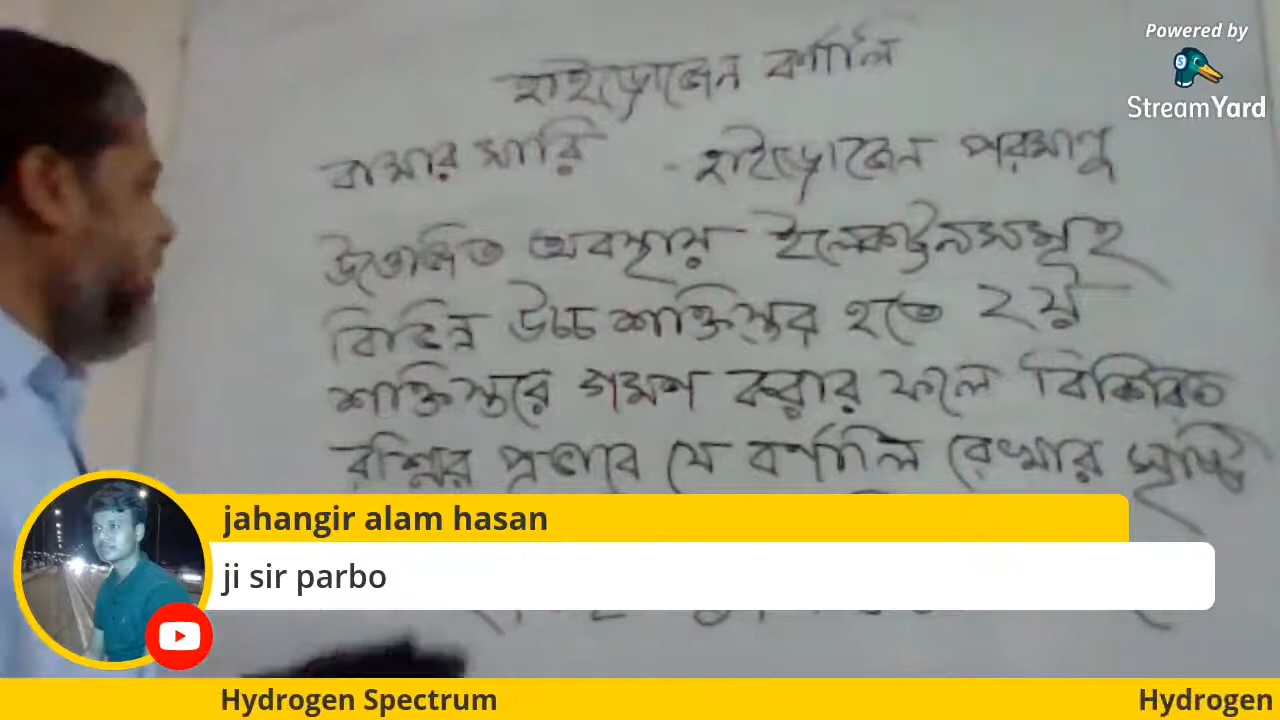 Powered by
StreamYard
হাইড্রোজেন বর্ণালি
বামার সারি - হাইড্রোজেন পরমাণু
উত্তেজিত অবস্থায় ইলেকট্রনসমূহ
বিভিন্ন উচ্চ শক্তিস্তর হতে ২য়
শক্তিস্তরে গমণ করার ফলে বিকিরিত
রশ্মির প্রভাবে যে বর্ণালি রেখার সৃষ্টি
jahangir alam hasan
ji sir parbo
Hydrogen Spectrum
Hydrogen